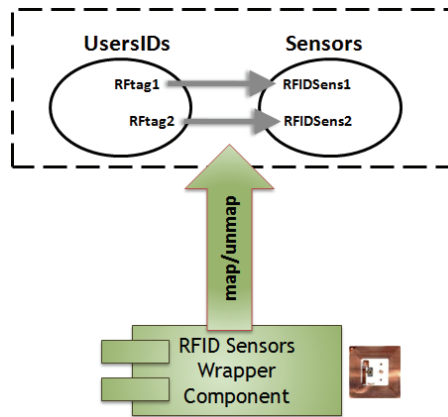 UsersIDs Sensors
RFtag1 RFIDSens1
RFtag2 RFIDSens2
map/unmap
RFID Sensors
Wrapper
Component